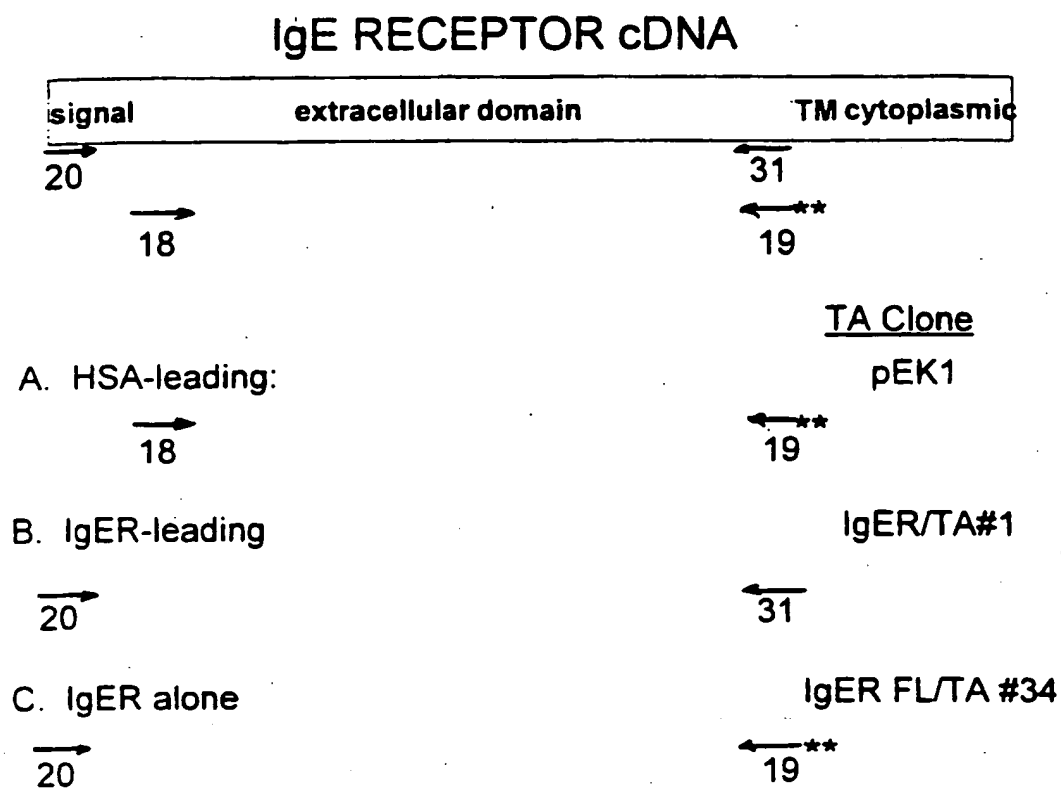 IgE RECEPTOR cDNA
signal extracellular domain TM cytoplasmic
20 31
18 19 **
TA Clone
A. HSA-leading: pEK1
18 19 **
B. IgER-leading IgER/TA#1
20 31
C. IgER alone IgER FL/TA #34
20 19 **